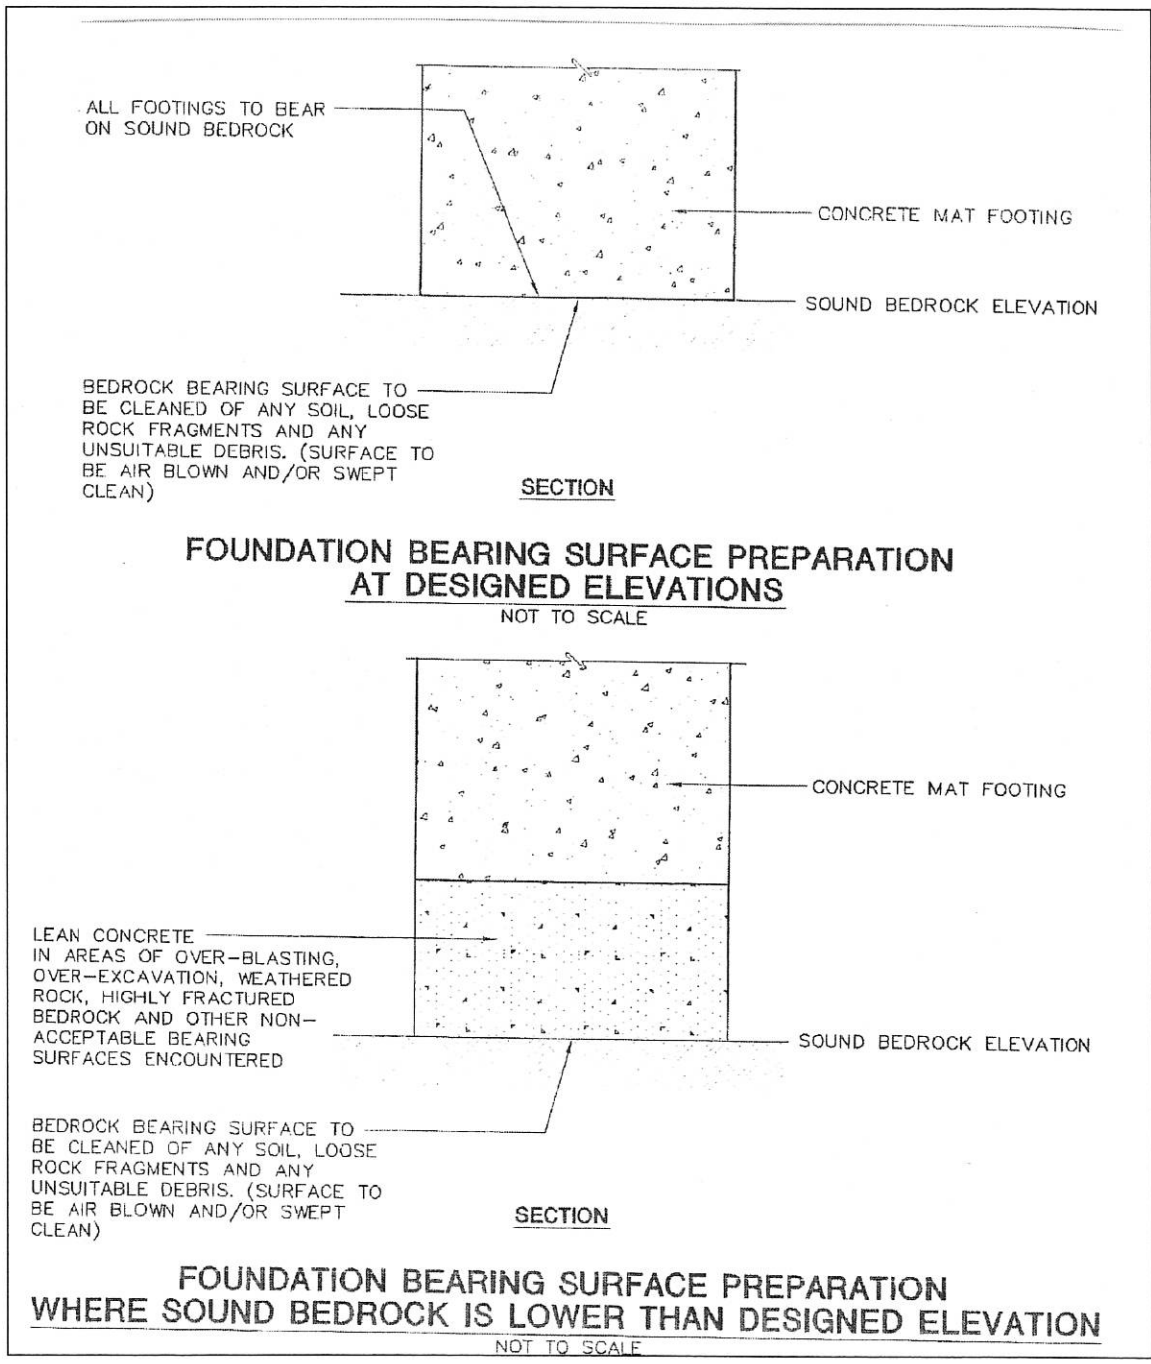 ALL FOOTINGS TO BEAR
ON SOUND BEDROCK
CONCRETE MAT FOOTING
SOUND BEDROCK ELEVATION
BEDROCK BEARING SURFACE TO
BE CLEANED OF ANY SOIL, LOOSE
ROCK FRAGMENTS AND ANY
UNSUITABLE DEBRIS. (SURFACE TO
BE AIR BLOWN AND/OR SWEPT
CLEAN)
SECTION
FOUNDATION BEARING SURFACE PREPARATION
AT DESIGNED ELEVATIONS
NOT TO SCALE
CONCRETE MAT FOOTING
LEAN CONCRETE
IN AREAS OF OVER-BLASTING,
OVER-EXCAVATION, WEATHERED
ROCK, HIGHLY FRACTURED
BEDROCK AND OTHER NON-
ACCEPTABLE BEARING
SURFACES ENCOUNTERED
SOUND BEDROCK ELEVATION
BEDROCK BEARING SURFACE TO
BE CLEANED OF ANY SOIL, LOOSE
ROCK FRAGMENTS AND ANY
UNSUITABLE DEBRIS. (SURFACE TO
BE AIR BLOWN AND/OR SWEPT
CLEAN)
SECTION
FOUNDATION BEARING SURFACE PREPARATION
WHERE SOUND BEDROCK IS LOWER THAN DESIGNED ELEVATION
NOT TO SCALE